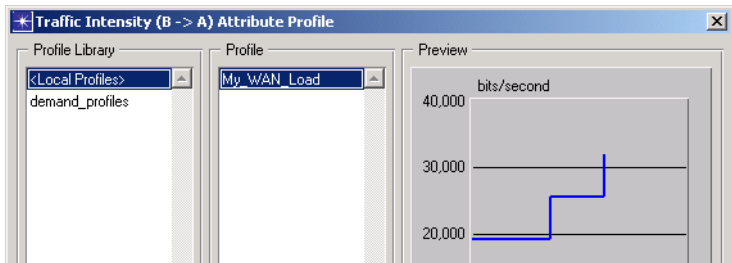 Traffic Intensity (B -> A) Attribute Profile
Profile Library
<Local Profiles>
demand_profiles
Profile
My_WAN_Load
Preview
bits/second
40,000
30,000
20,000